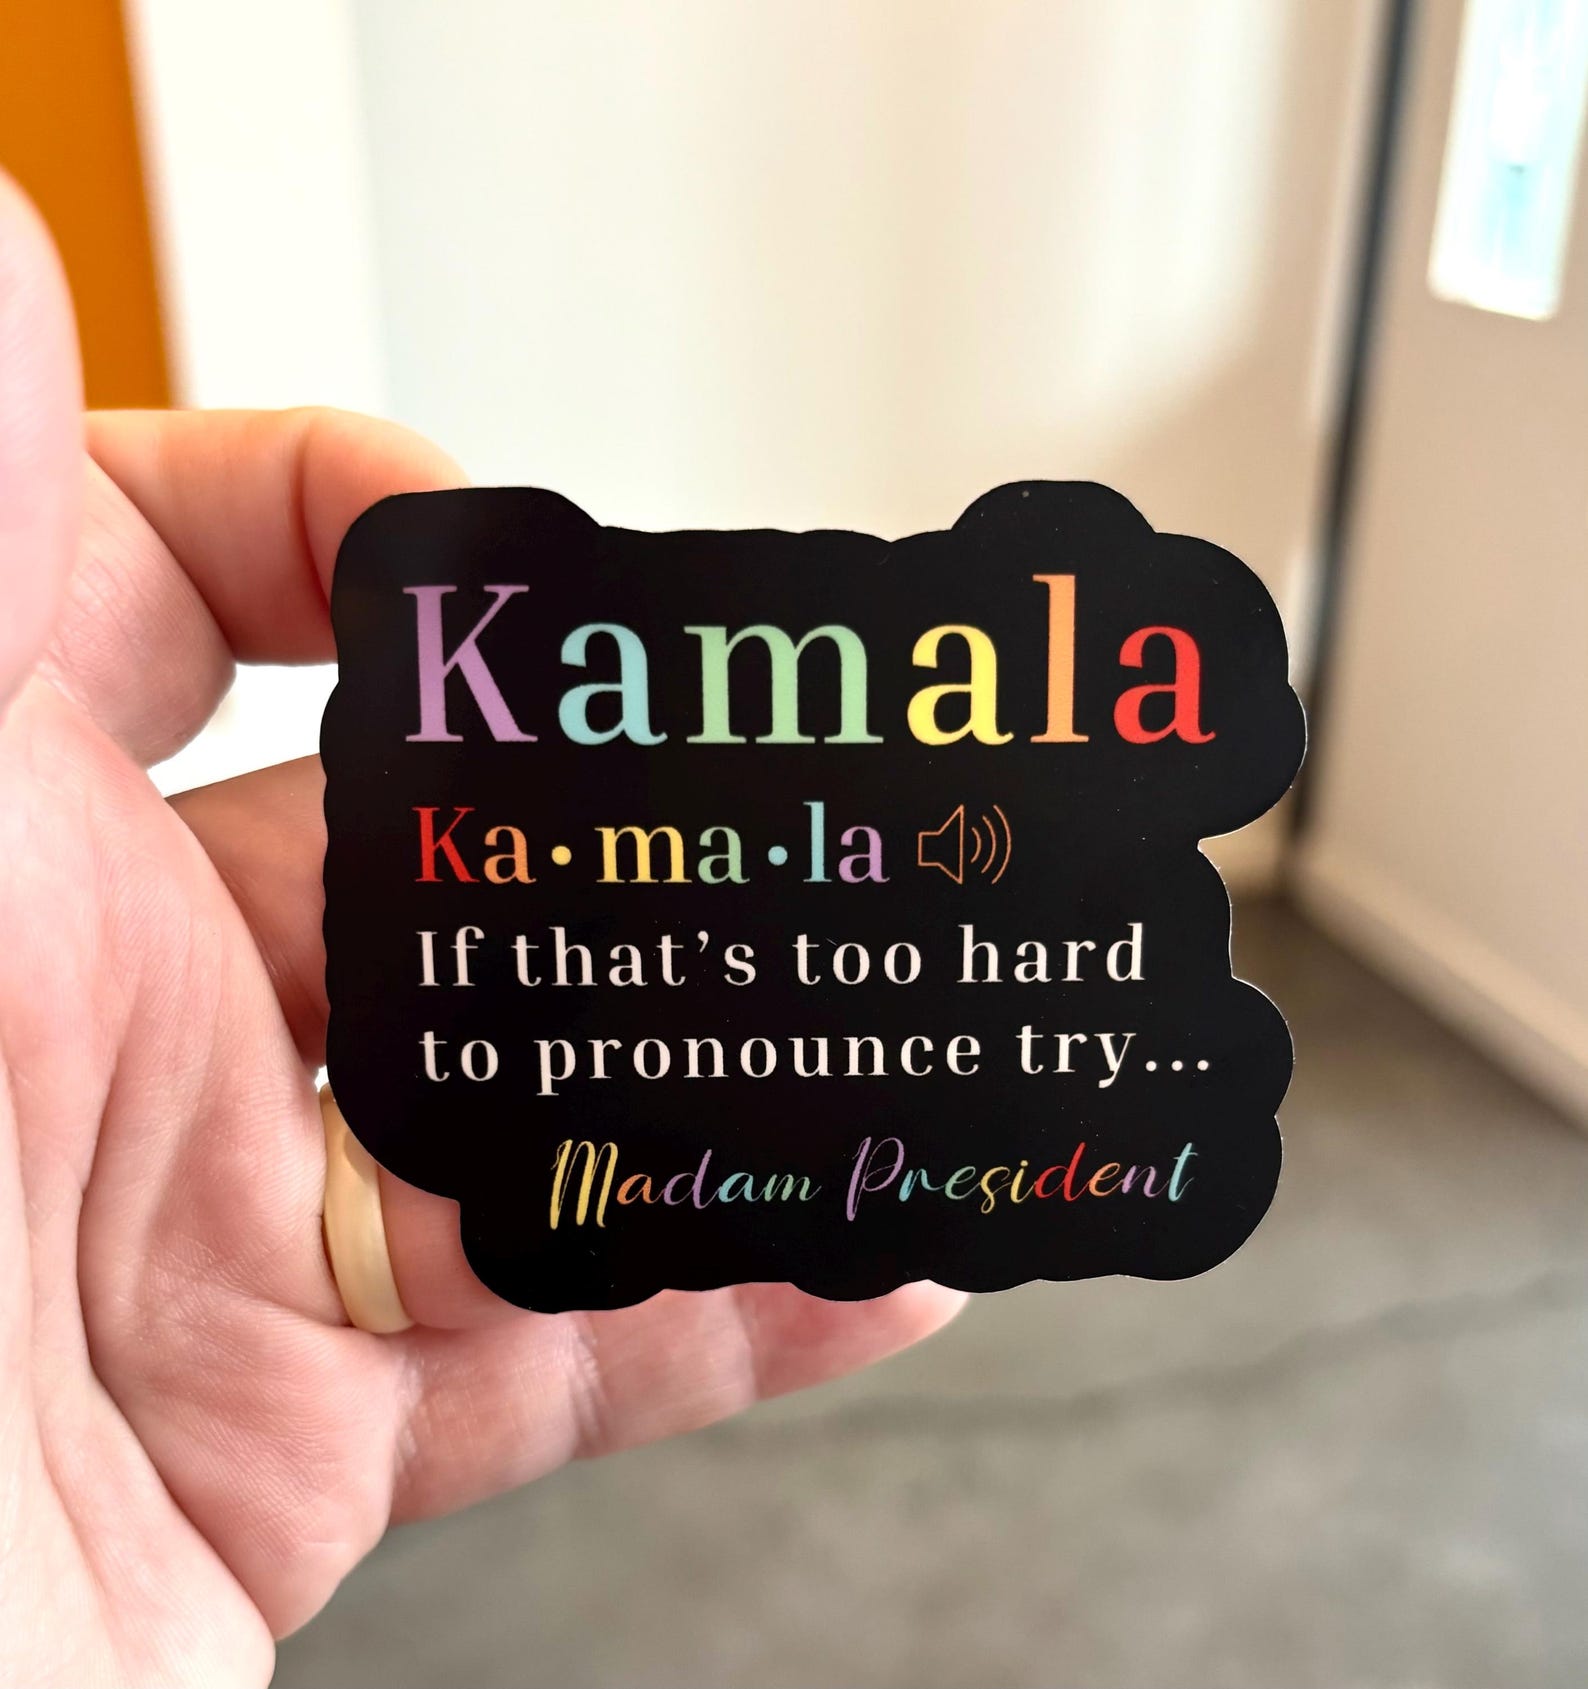 Kamala
Ka•ma•la
If that's too hard
to pronounce try...
Madam President